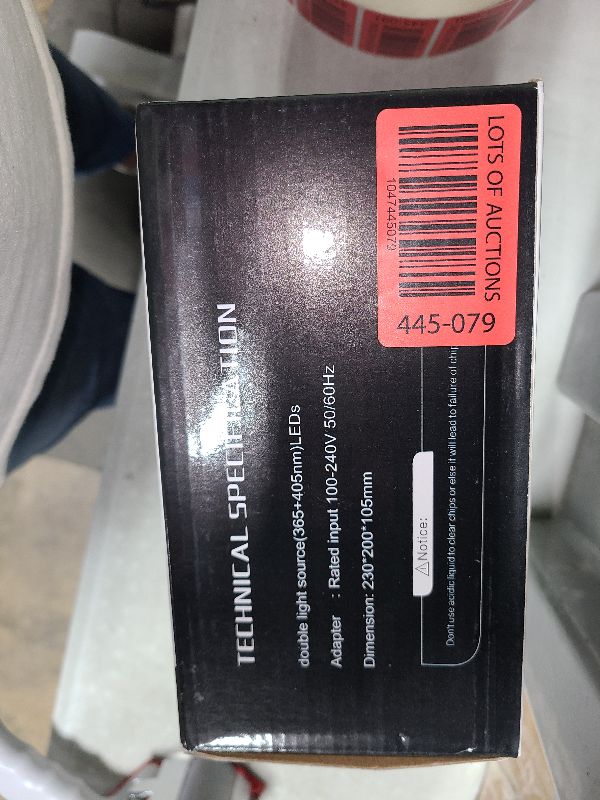 TECHNICAL SPECIFICATION
double light source(365+405nm)LEDs
Adapter : Rated input 100-240V 50/60Hz
Dimension: 230*200*105mm
⚠Notice:
Don't use acidic liquid to clear chips or else it will lead to failure of chip
LOTS OF AUCTIONS
1047445079
445-079